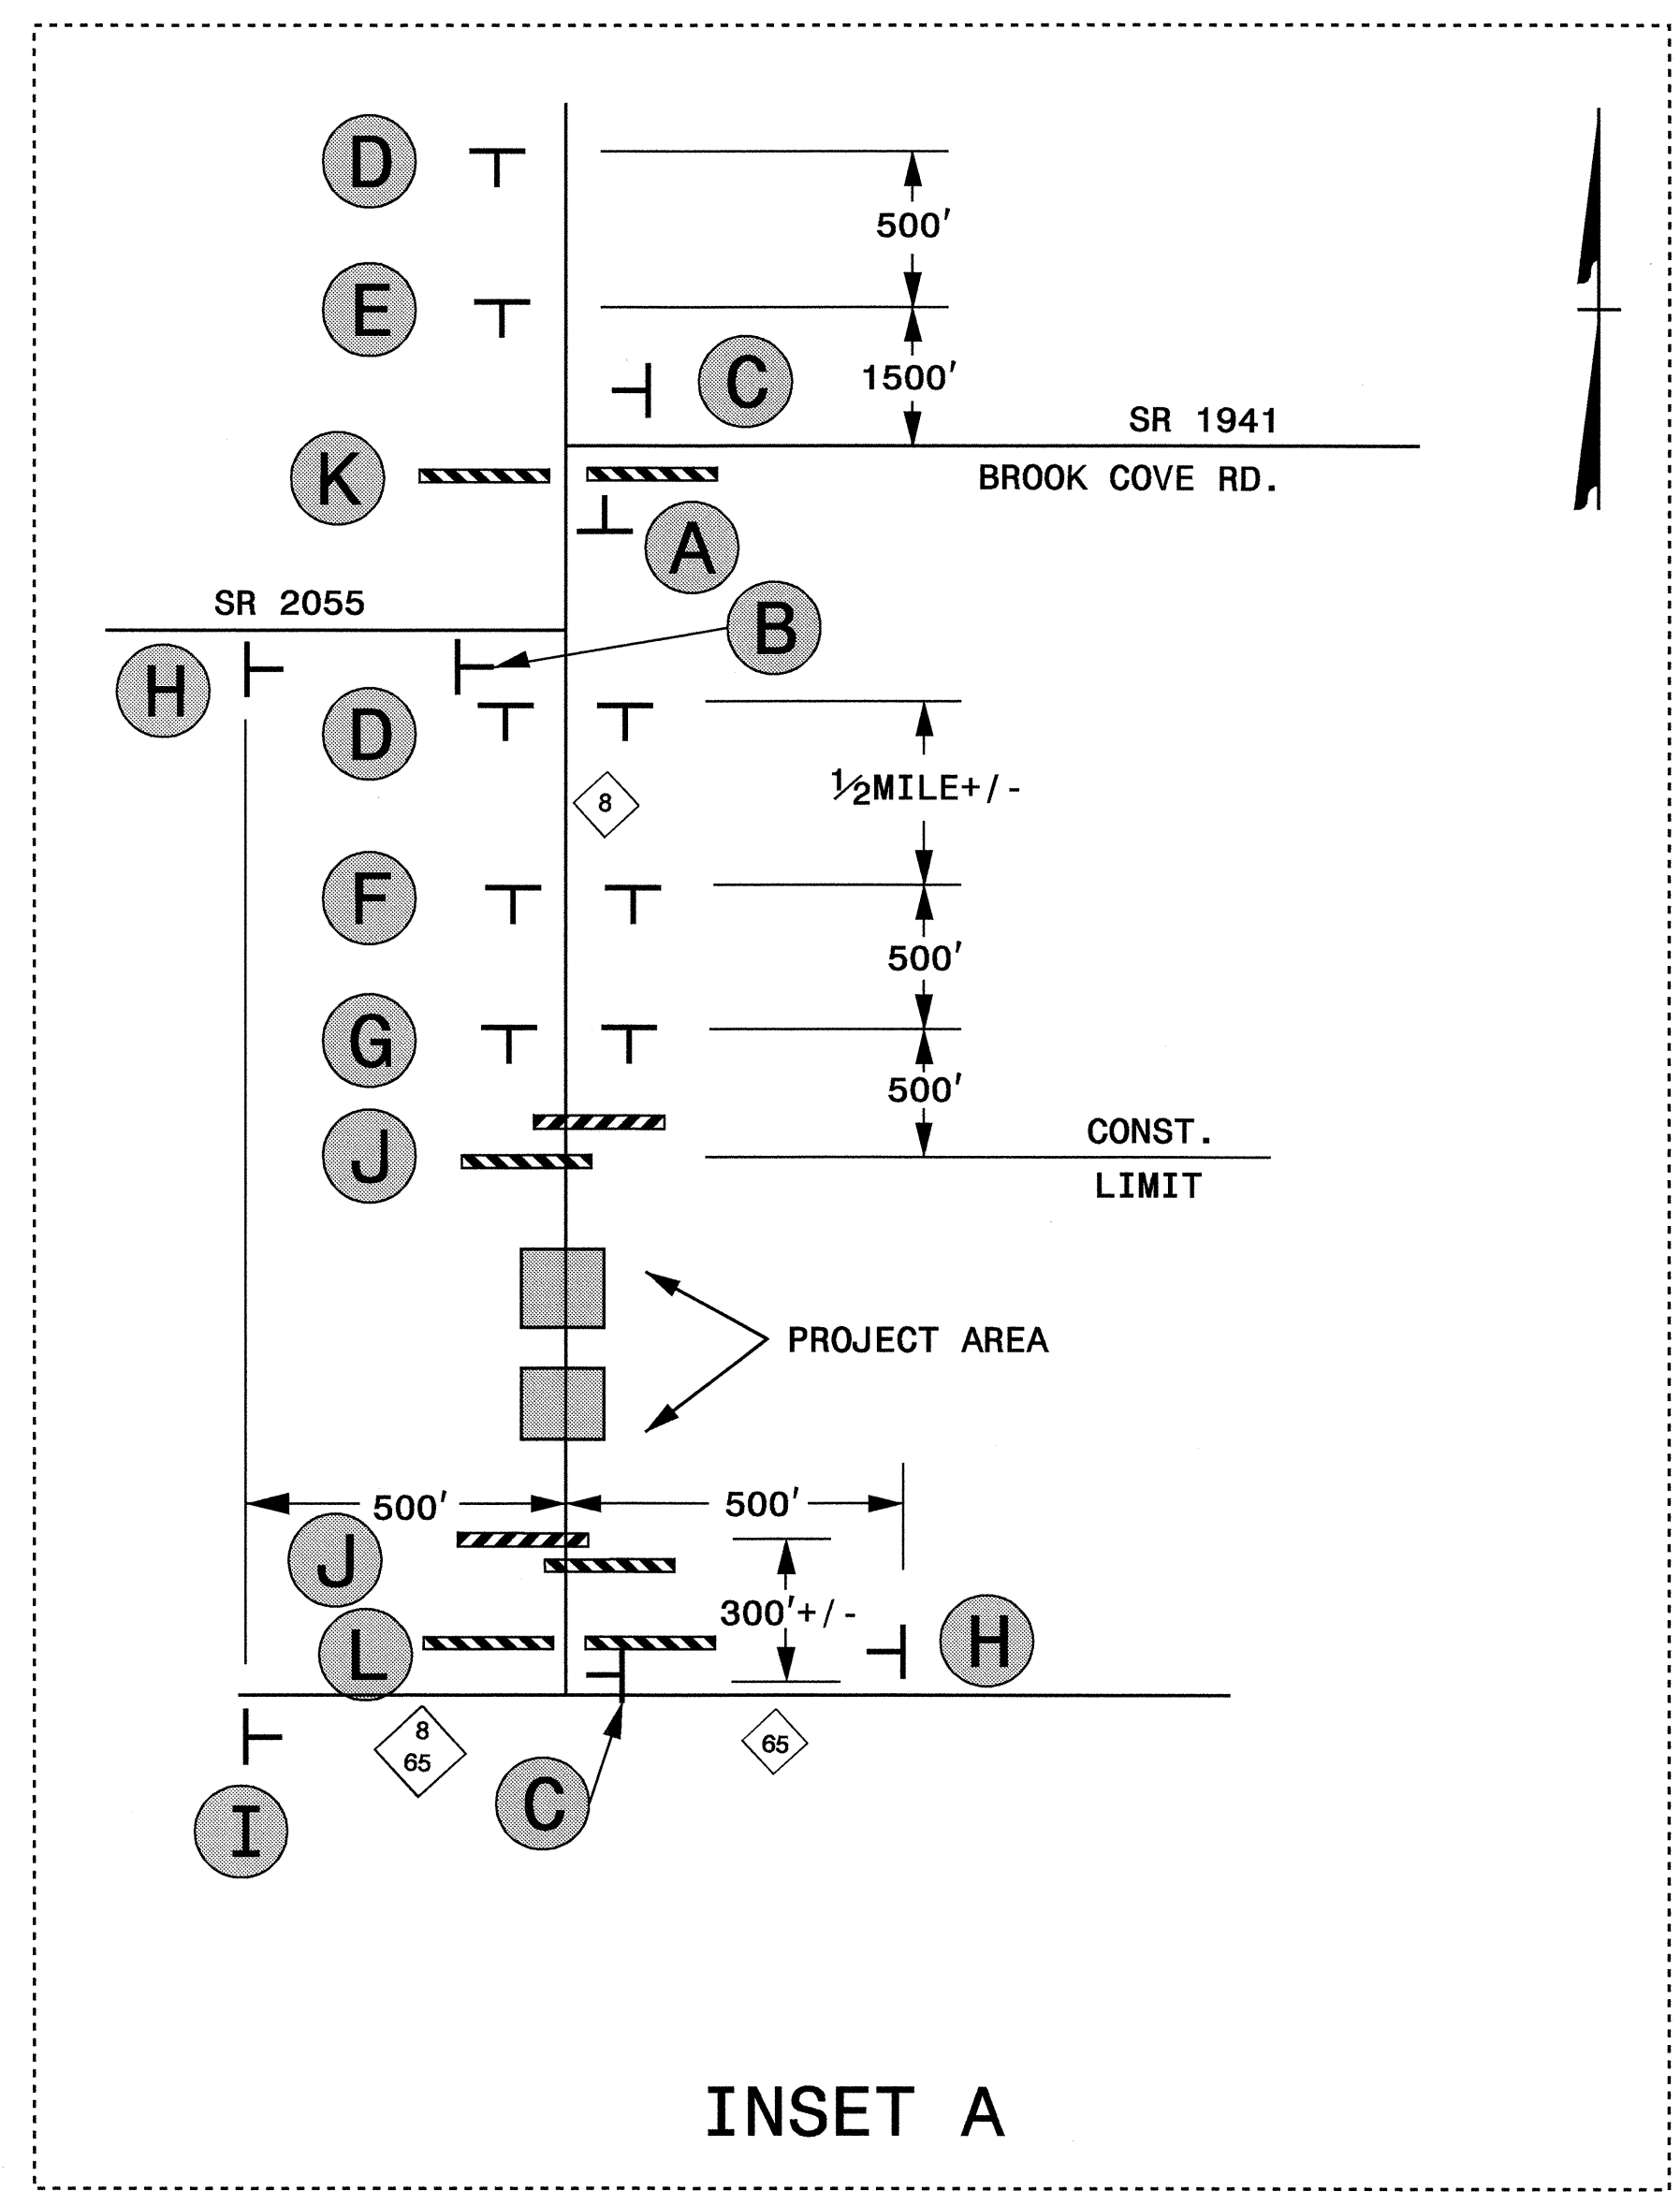 D
500'
E
C
1500'
SR 1941
K
BROOK COVE RD.
A
SR 2055
B
H
D
1/2MILE+/-
8
F
500'
G
500'
J
CONST.
LIMIT
PROJECT AREA
500'
500'
J
300'+/-
L
H
8
65
65
C
I
INSET A